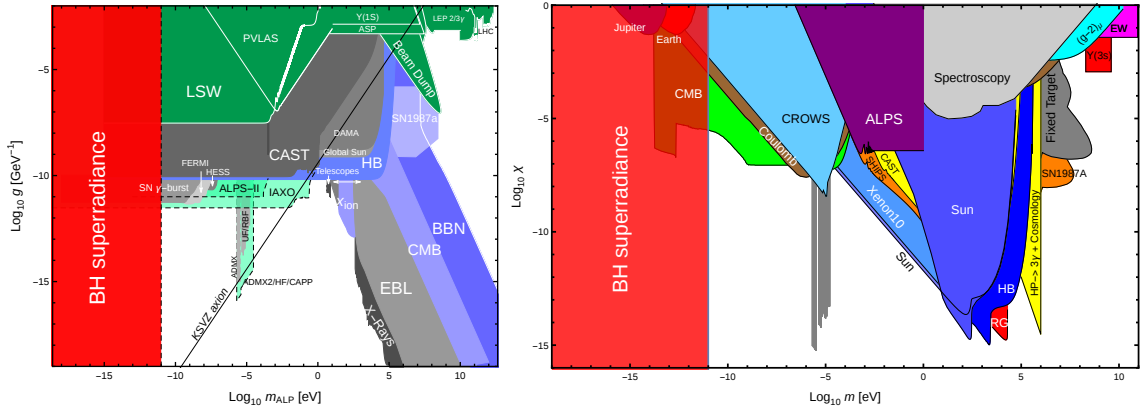 LEP 2/3γ
Y(1S)
ASP
LHC
PVLAS
Beam Dump
LSW
SN1987a
DAMA
CAST
Global Sun
HB
FERMI
HESS
Telescopes
SN γ-burst
ALPS-II
IAXO
Xion
UF/RBF
ADMX
BBN
CMB
ADMX2/HF/CAPP
EBL
KSVZ axion
X-Rays
BH superradiance
-5
-10
-15
Log10 g [GeV−1]
-15
-10
-5
0
5
10
Log10 mALP [eV]
0
-5
-10
-15
Log10 X
Jupiter
Earth
CMB
BH superradiance
Coulomb
CROWS
ALPS
SHIPS
CAST
Xenon10
Sun
Sun
Spectroscopy
(g-2)μ
EW
Y(3s)
Fixed Target
SN1987A
HP-> 3γ + Cosmology
HB
RG
-15
-10
-5
0
5
10
Log10 m [eV]